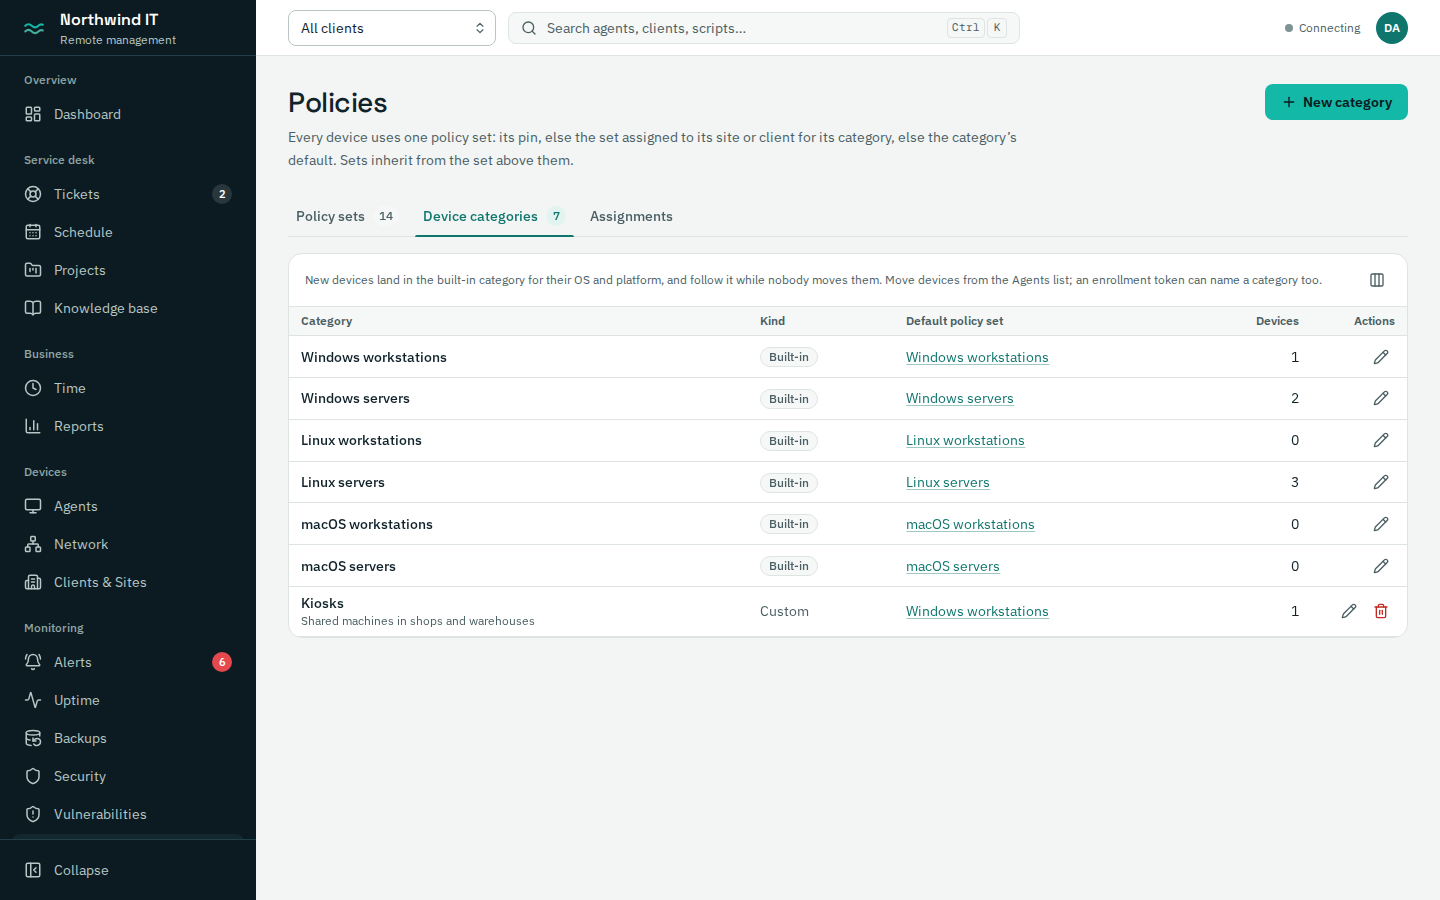 Northwind IT
Remote management
All clients
Search agents, clients, scripts...
Ctrl K
Connecting
DA
Overview
Dashboard
Service desk
Tickets 2
Schedule
Projects
Knowledge base
Business
Time
Reports
Devices
Agents
Network
Clients & Sites
Monitoring
Alerts 6
Uptime
Backups
Security
Vulnerabilities
Collapse
Policies
New category
Every device uses one policy set: its pin, else the set assigned to its site or client for its category, else the category’s
default. Sets inherit from the set above them.
Policy sets 14 Device categories 7 Assignments
New devices land in the built-in category for their OS and platform, and follow it while nobody moves them. Move devices from the Agents list; an enrollment token can name a category too.
Category Kind Default policy set Devices Actions
Windows workstations Built-in Windows workstations 1
Windows servers Built-in Windows servers 2
Linux workstations Built-in Linux workstations 0
Linux servers Built-in Linux servers 3
macOS workstations Built-in macOS workstations 0
macOS servers Built-in macOS servers 0
Kiosks Custom Windows workstations 1
Shared machines in shops and warehouses